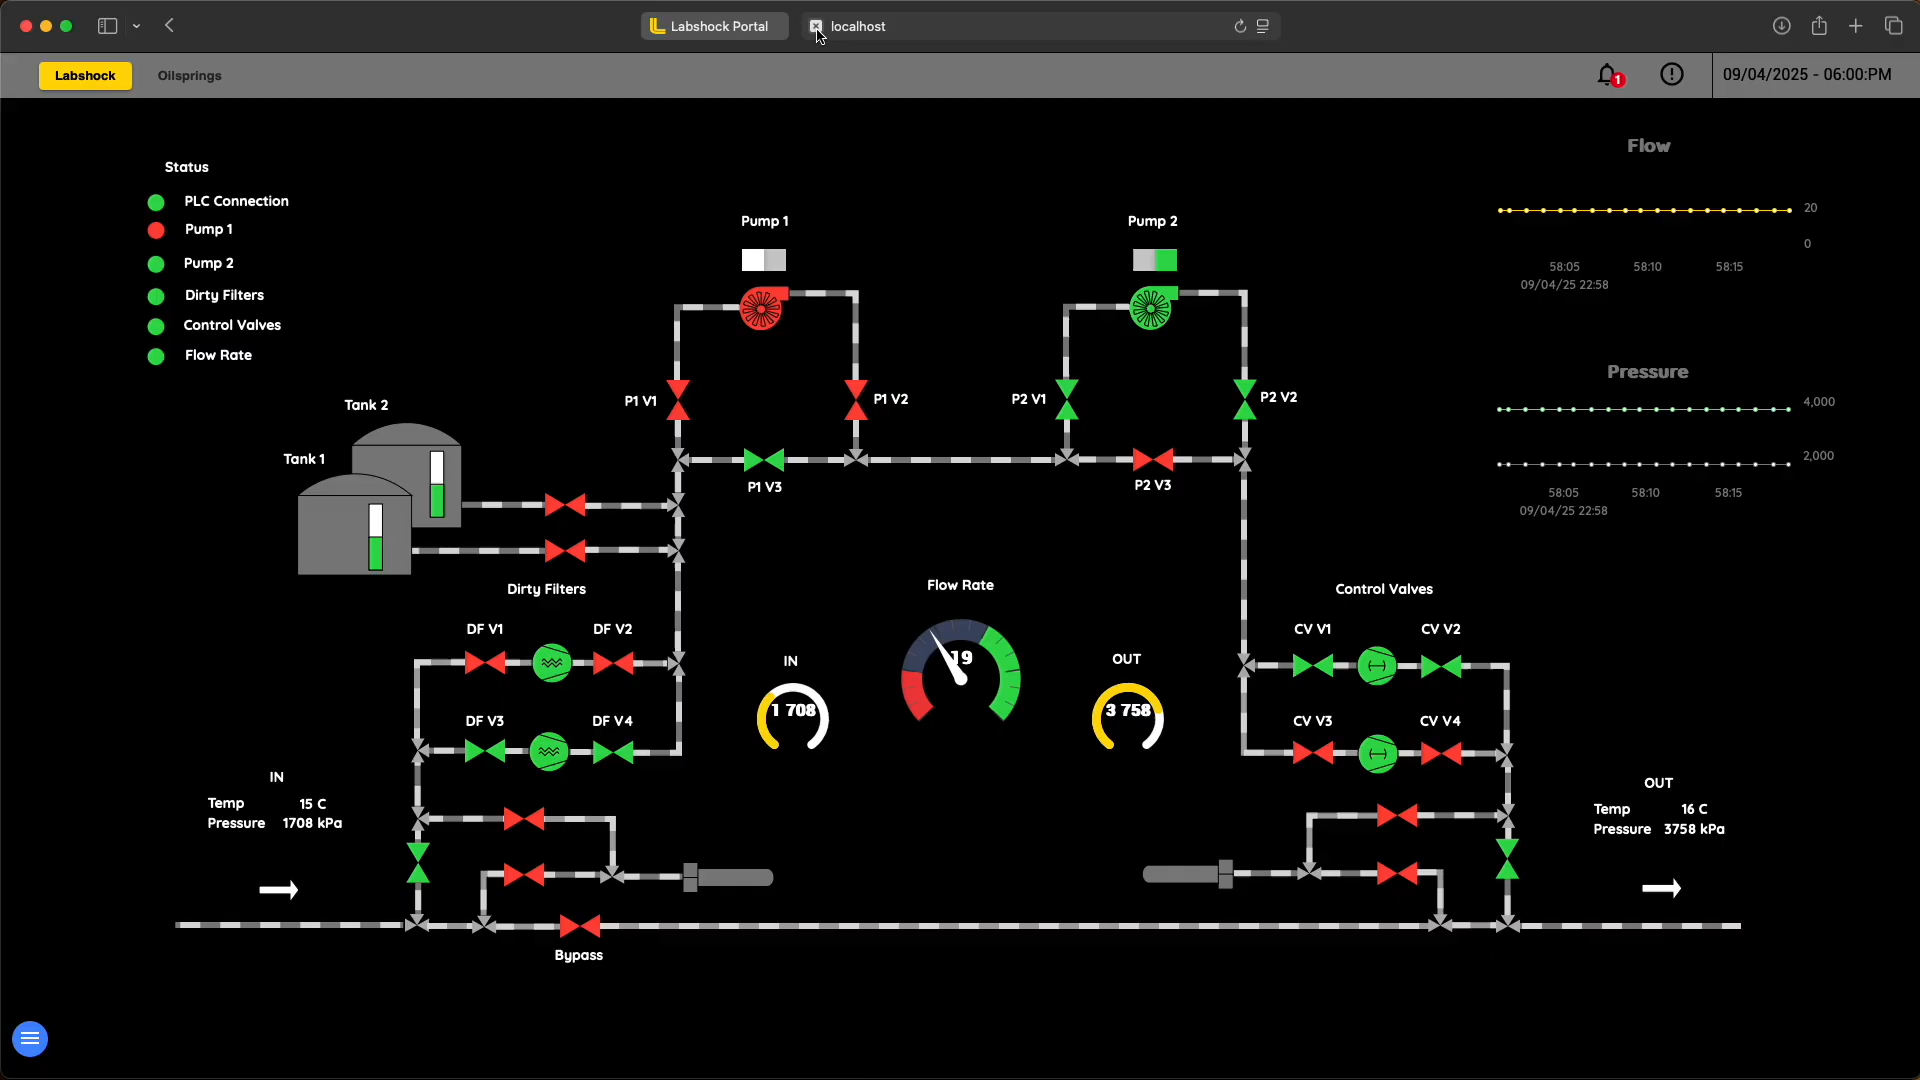 Labshock Portal
localhost
Labshock
Oilsprings
1
09/04/2025 - 06:00:PM
Status
PLC Connection
Pump 1
Pump 2
Dirty Filters
Control Valves
Flow Rate
Pump 1
Pump 2
Flow
20
0
58:05
58:10
58:15
09/04/25 22:58
Pressure
4,000
2,000
58:05
58:10
58:15
09/04/25 22:58
P1 V1
P1 V2
P2 V1
P2 V2
P1 V3
P2 V3
Tank 2
Tank 1
Dirty Filters
DF V1
DF V2
DF V3
DF V4
Flow Rate
19
IN
1 708
OUT
3 758
Control Valves
CV V1
CV V2
CV V3
CV V4
IN
Temp 15 C
Pressure 1708 kPa
OUT
Temp 16 C
Pressure 3758 kPa
Bypass